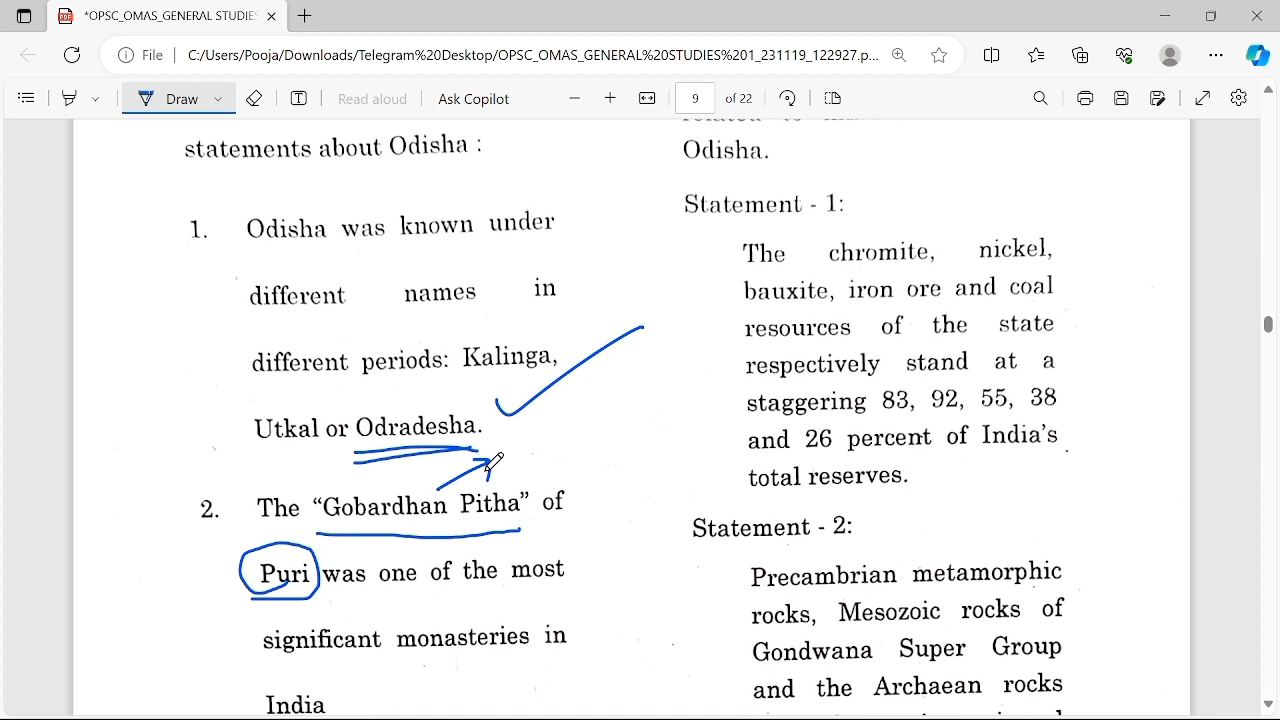 *OPSC_OMAS_GENERAL STUDIES
File
C:/Users/Pooja/Downloads/Telegram%20Desktop/OPSC_OMAS_GENERAL%20STUDIES%201_231119_122927.p...
Draw
Read aloud
Ask Copilot
9
of 22
statements about Odisha :
1. Odisha was known under
different names in
different periods: Kalinga,
Utkal or Odradesha.
2. The “Gobardhan Pitha” of
Puri was one of the most
significant monasteries in
India
Odisha.
Statement - 1:
The chromite, nickel,
bauxite, iron ore and coal
resources of the state
respectively stand at a
staggering 83, 92, 55, 38
and 26 percent of India's
total reserves.
Statement - 2:
Precambrian metamorphic
rocks, Mesozoic rocks of
Gondwana Super Group
and the Archaean rocks